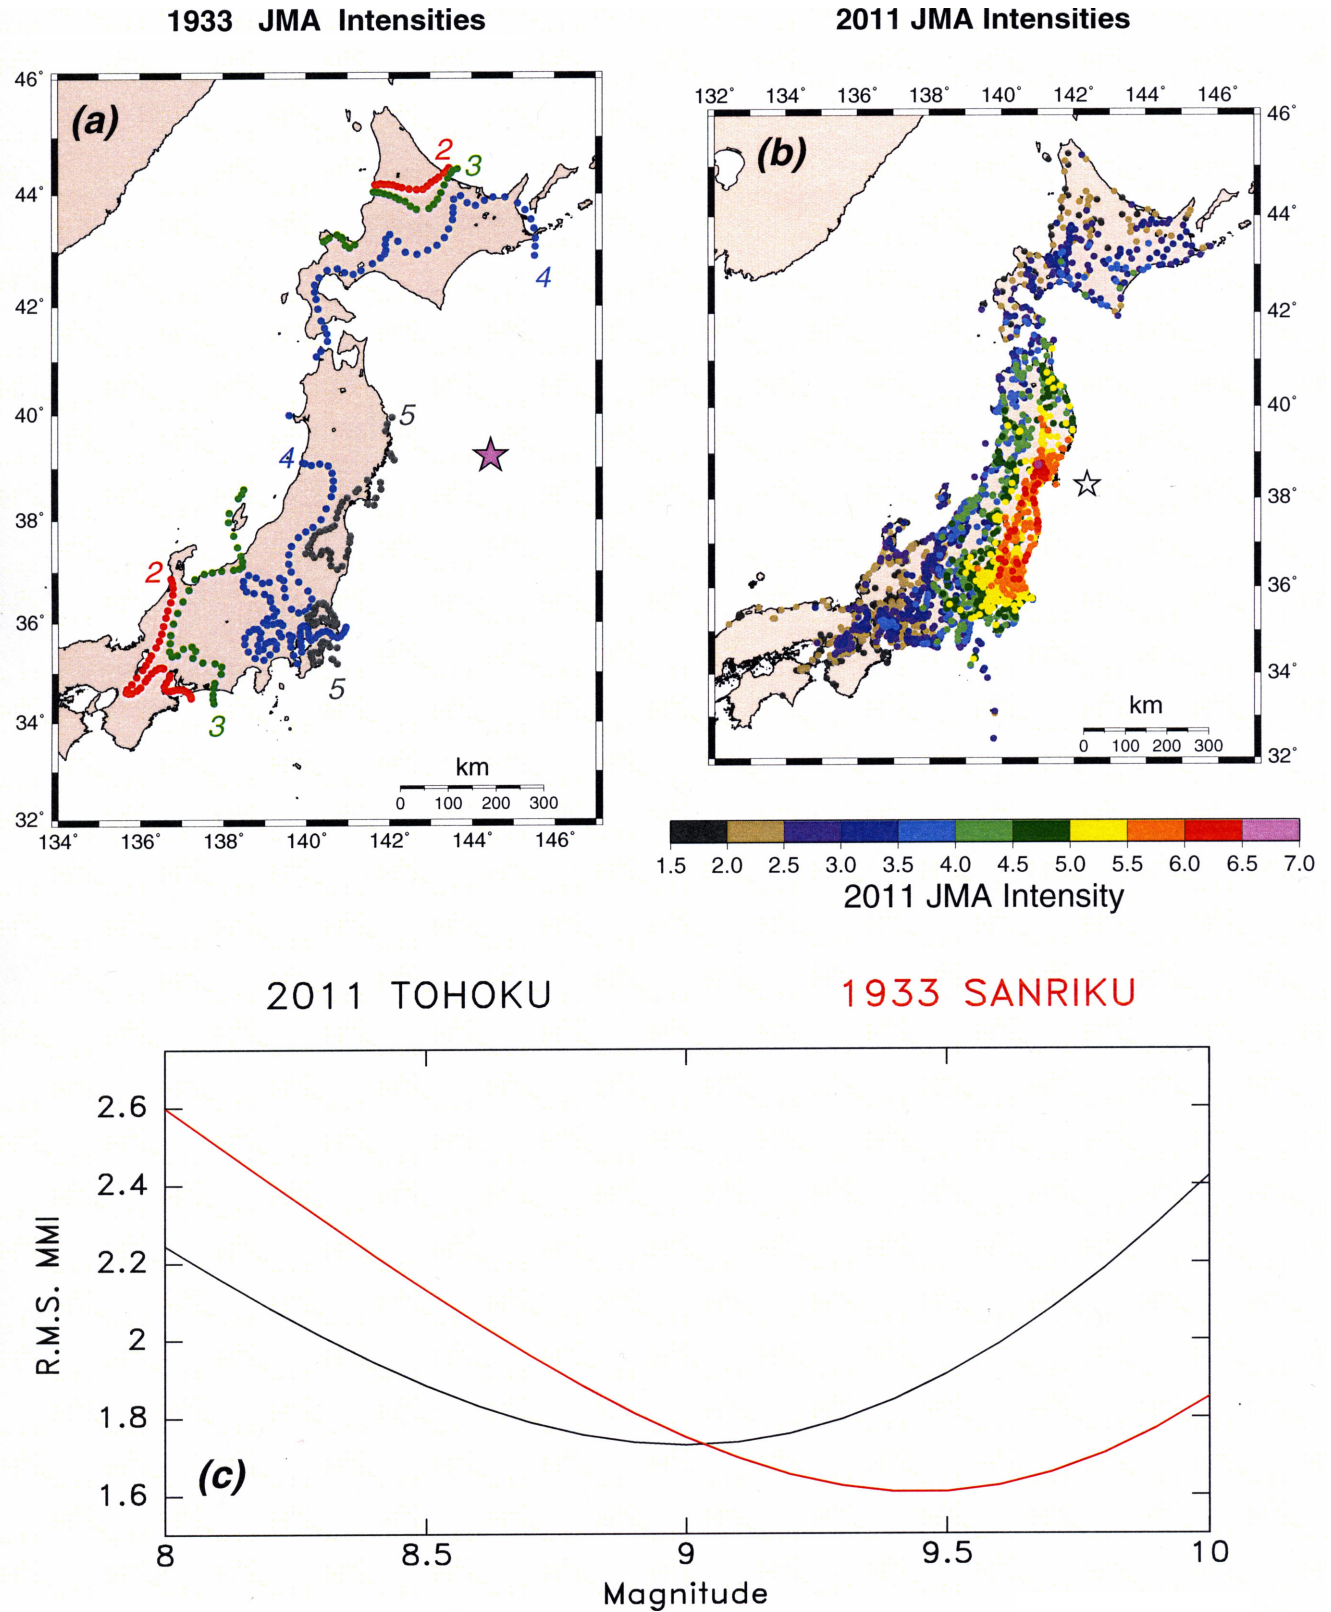 1933 JMA Intensities
2011 JMA Intensities
(a)
46°
44°
42°
40°
38°
36°
34°
32°
134° 136° 138° 140° 142° 144° 146°
2
3
4
5
4
2
3
5
km
0 100 200 300
132° 134° 136° 138° 140° 142° 144° 146°
(b)
46°
44°
42°
40°
38°
36°
34°
32°
km
0 100 200 300
1.5 2.0 2.5 3.0 3.5 4.0 4.5 5.0 5.5 6.0 6.5 7.0
2011 JMA Intensity
2011 TOHOKU
1933 SANRIKU
R.M.S. MMI
2.6
2.4
2.2
2
1.8
1.6
(c)
8 8.5 9 9.5 10
Magnitude